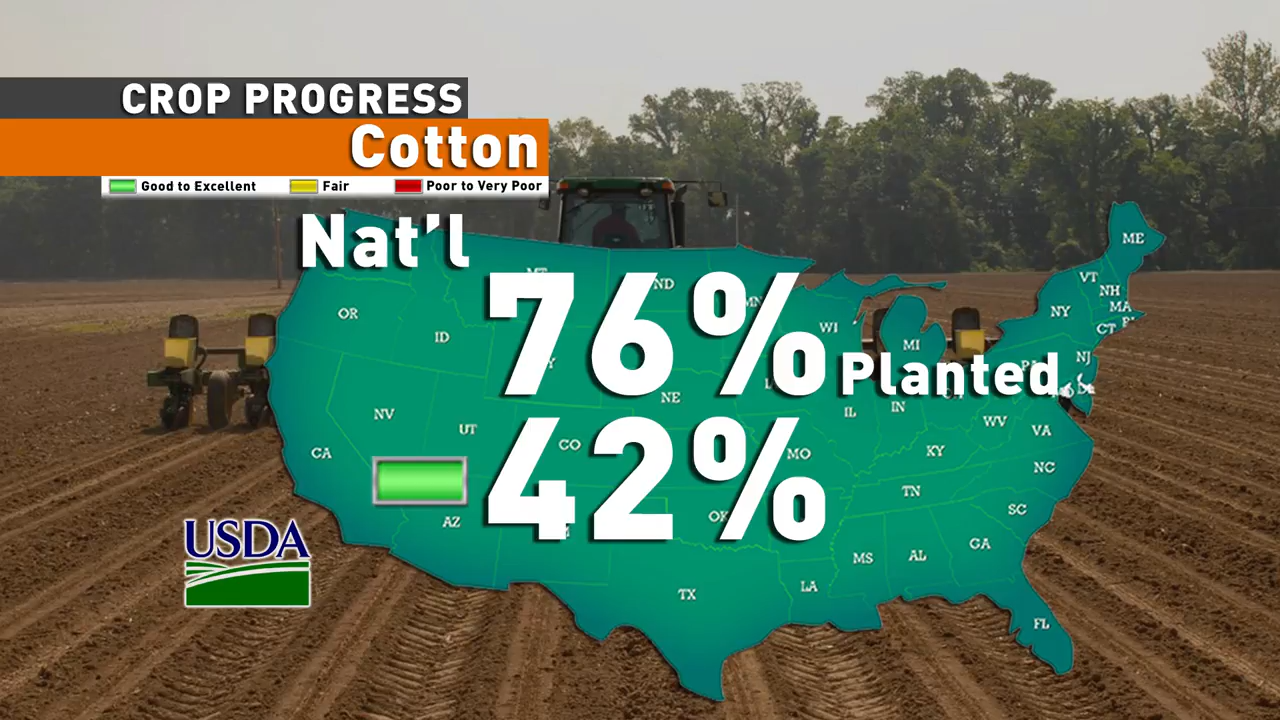 CROP PROGRESS
Cotton
Good to Excellent Fair Poor to Very Poor
Nat'l
76% Planted
42%
USDA
ME
VT
NH
MA
NY
CT
NJ
OR
ID
ND
WI
MI
NE
NV
UT
CO
IL
IN
WV
VA
CA
MO
KY
NC
AZ
TN
SC
MS
AL
GA
TX
LA
FL